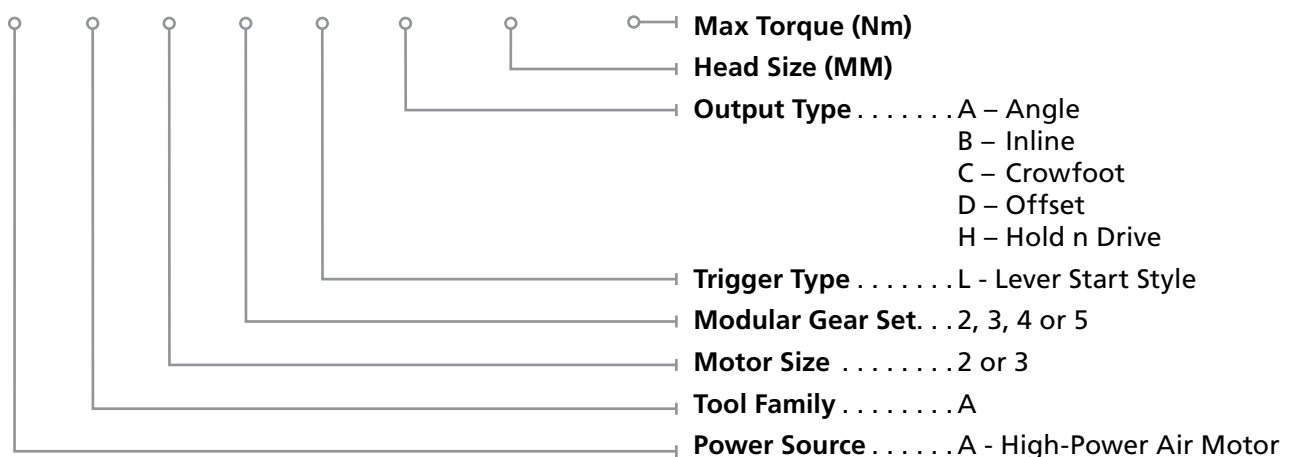 Max Torque (Nm)
Head Size (MM)
Output Type . . . . . . . A – Angle
B – Inline
C – Crowfoot
D – Offset
H – Hold n Drive
Trigger Type . . . . . . . L - Lever Start Style
Modular Gear Set. . . 2, 3, 4 or 5
Motor Size . . . . . . . . 2 or 3
Tool Family . . . . . . . . A
Power Source . . . . . . A - High-Power Air Motor